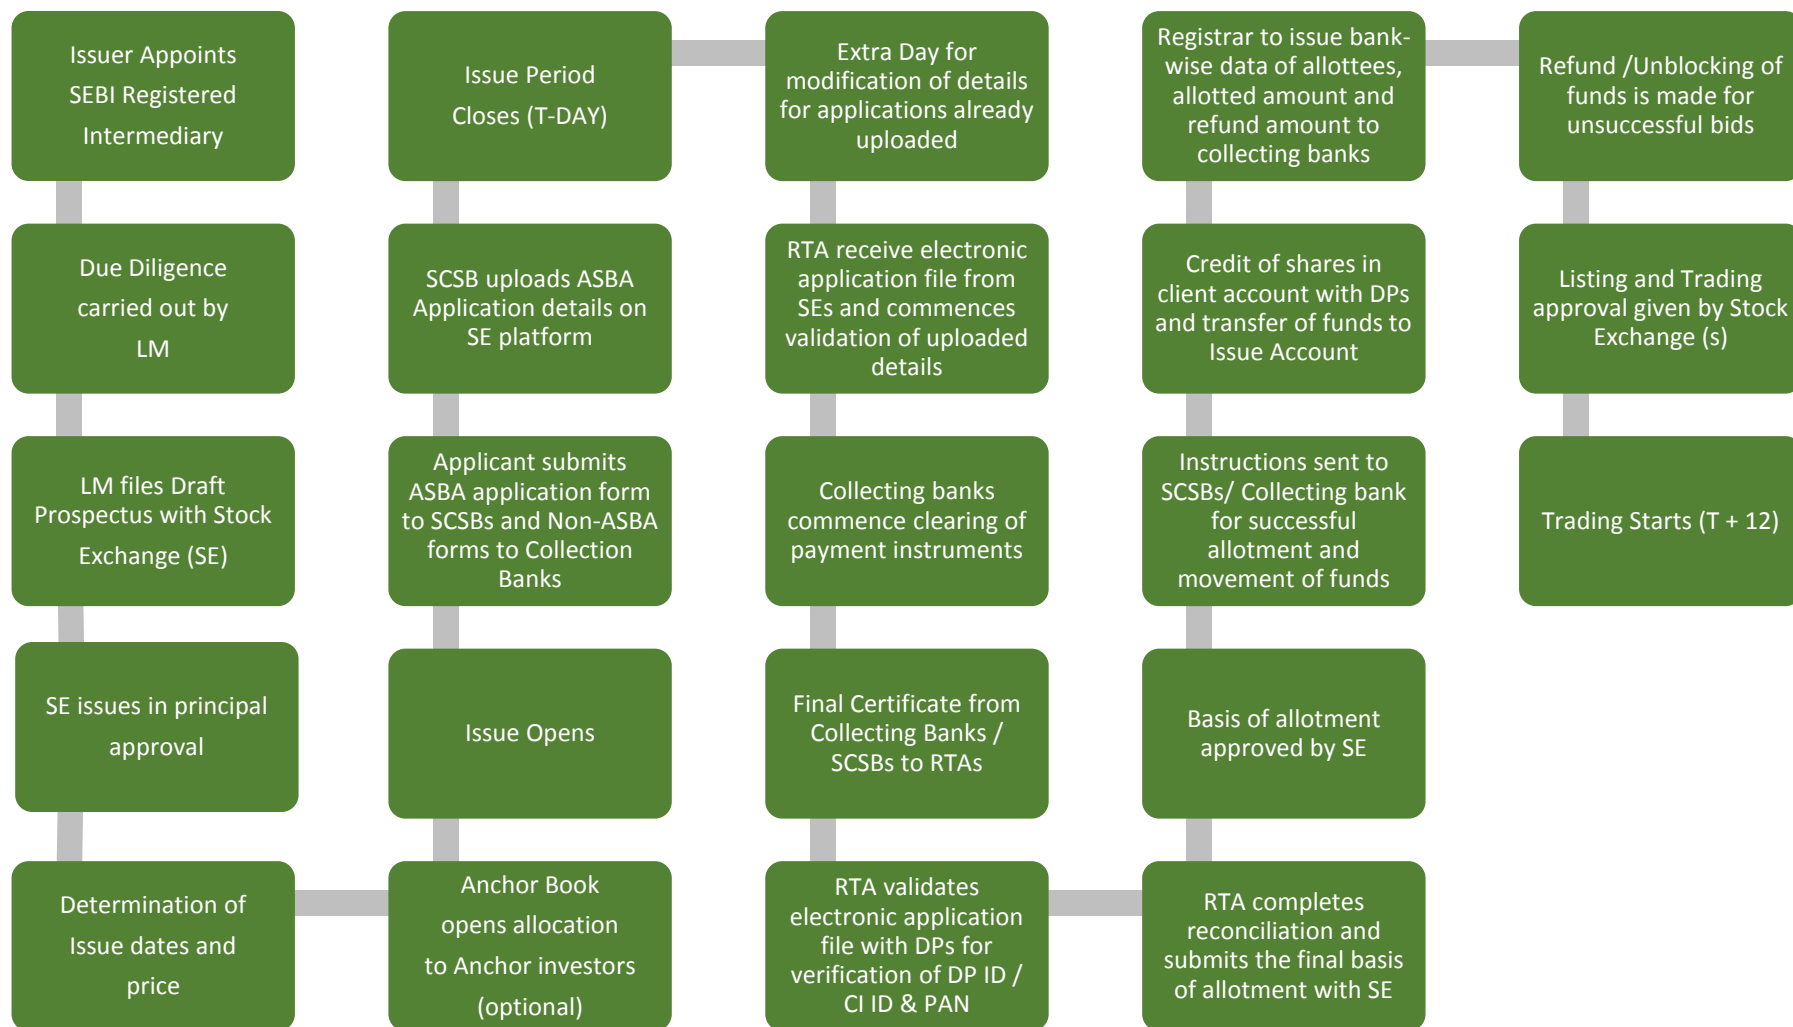 Issuer Appoints
SEBI Registered
Intermediary
Due Diligence
carried out by
LM
LM files Draft
Prospectus with Stock
Exchange (SE)
SE issues in principal
approval
Determination of
Issue dates and
price
Anchor Book
opens allocation
to Anchor investors
(optional)
Issue Opens
Applicant submits
ASBA application form
to SCSBs and Non-ASBA
forms to Collection
Banks
SCSB uploads ASBA
Application details on
SE platform
Issue Period
Closes (T-DAY)
Extra Day for
modification of details
for applications already
uploaded
RTA receive electronic
application file from
SEs and commences
validation of uploaded
details
Collecting banks
commence clearing of
payment instruments
Final Certificate from
Collecting Banks /
SCSBs to RTAs
RTA validates
electronic application
file with DPs for
verification of DP ID /
CI ID & PAN
RTA completes
reconciliation and
submits the final basis
of allotment with SE
Basis of allotment
approved by SE
Instructions sent to
SCSBs/ Collecting bank
for successful
allotment and
movement of funds
Credit of shares in
client account with DPs
and transfer of funds to
Issue Account
Registrar to issue bank-
wise data of allottees,
allotted amount and
refund amount to
collecting banks
Refund /Unblocking of
funds is made for
unsuccessful bids
Listing and Trading
approval given by Stock
Exchange (s)
Trading Starts (T + 12)